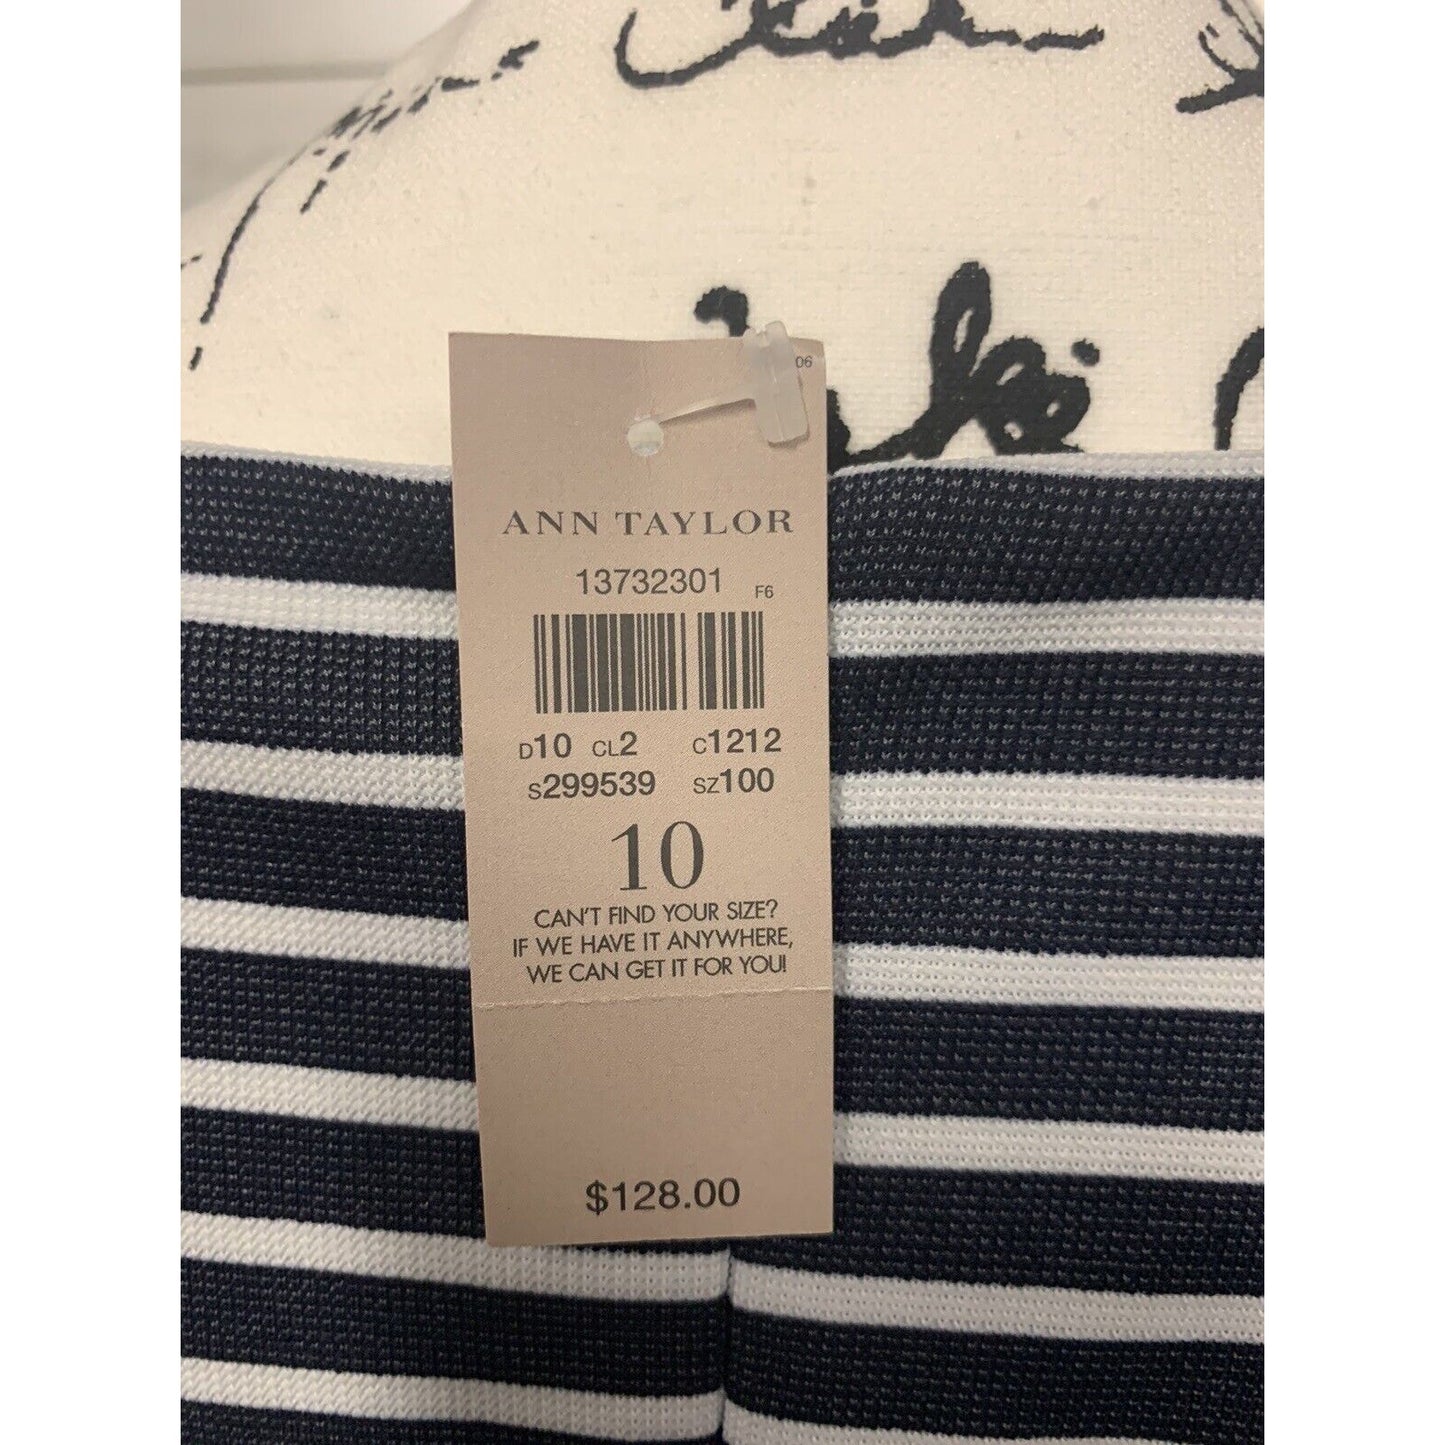 06
ANN TAYLOR
13732301 F6
D10 CL2 C1212
S299539 SZ100
10
CAN'T FIND YOUR SIZE?
IF WE HAVE IT ANYWHERE,
WE CAN GET IT FOR YOU!
$128.00